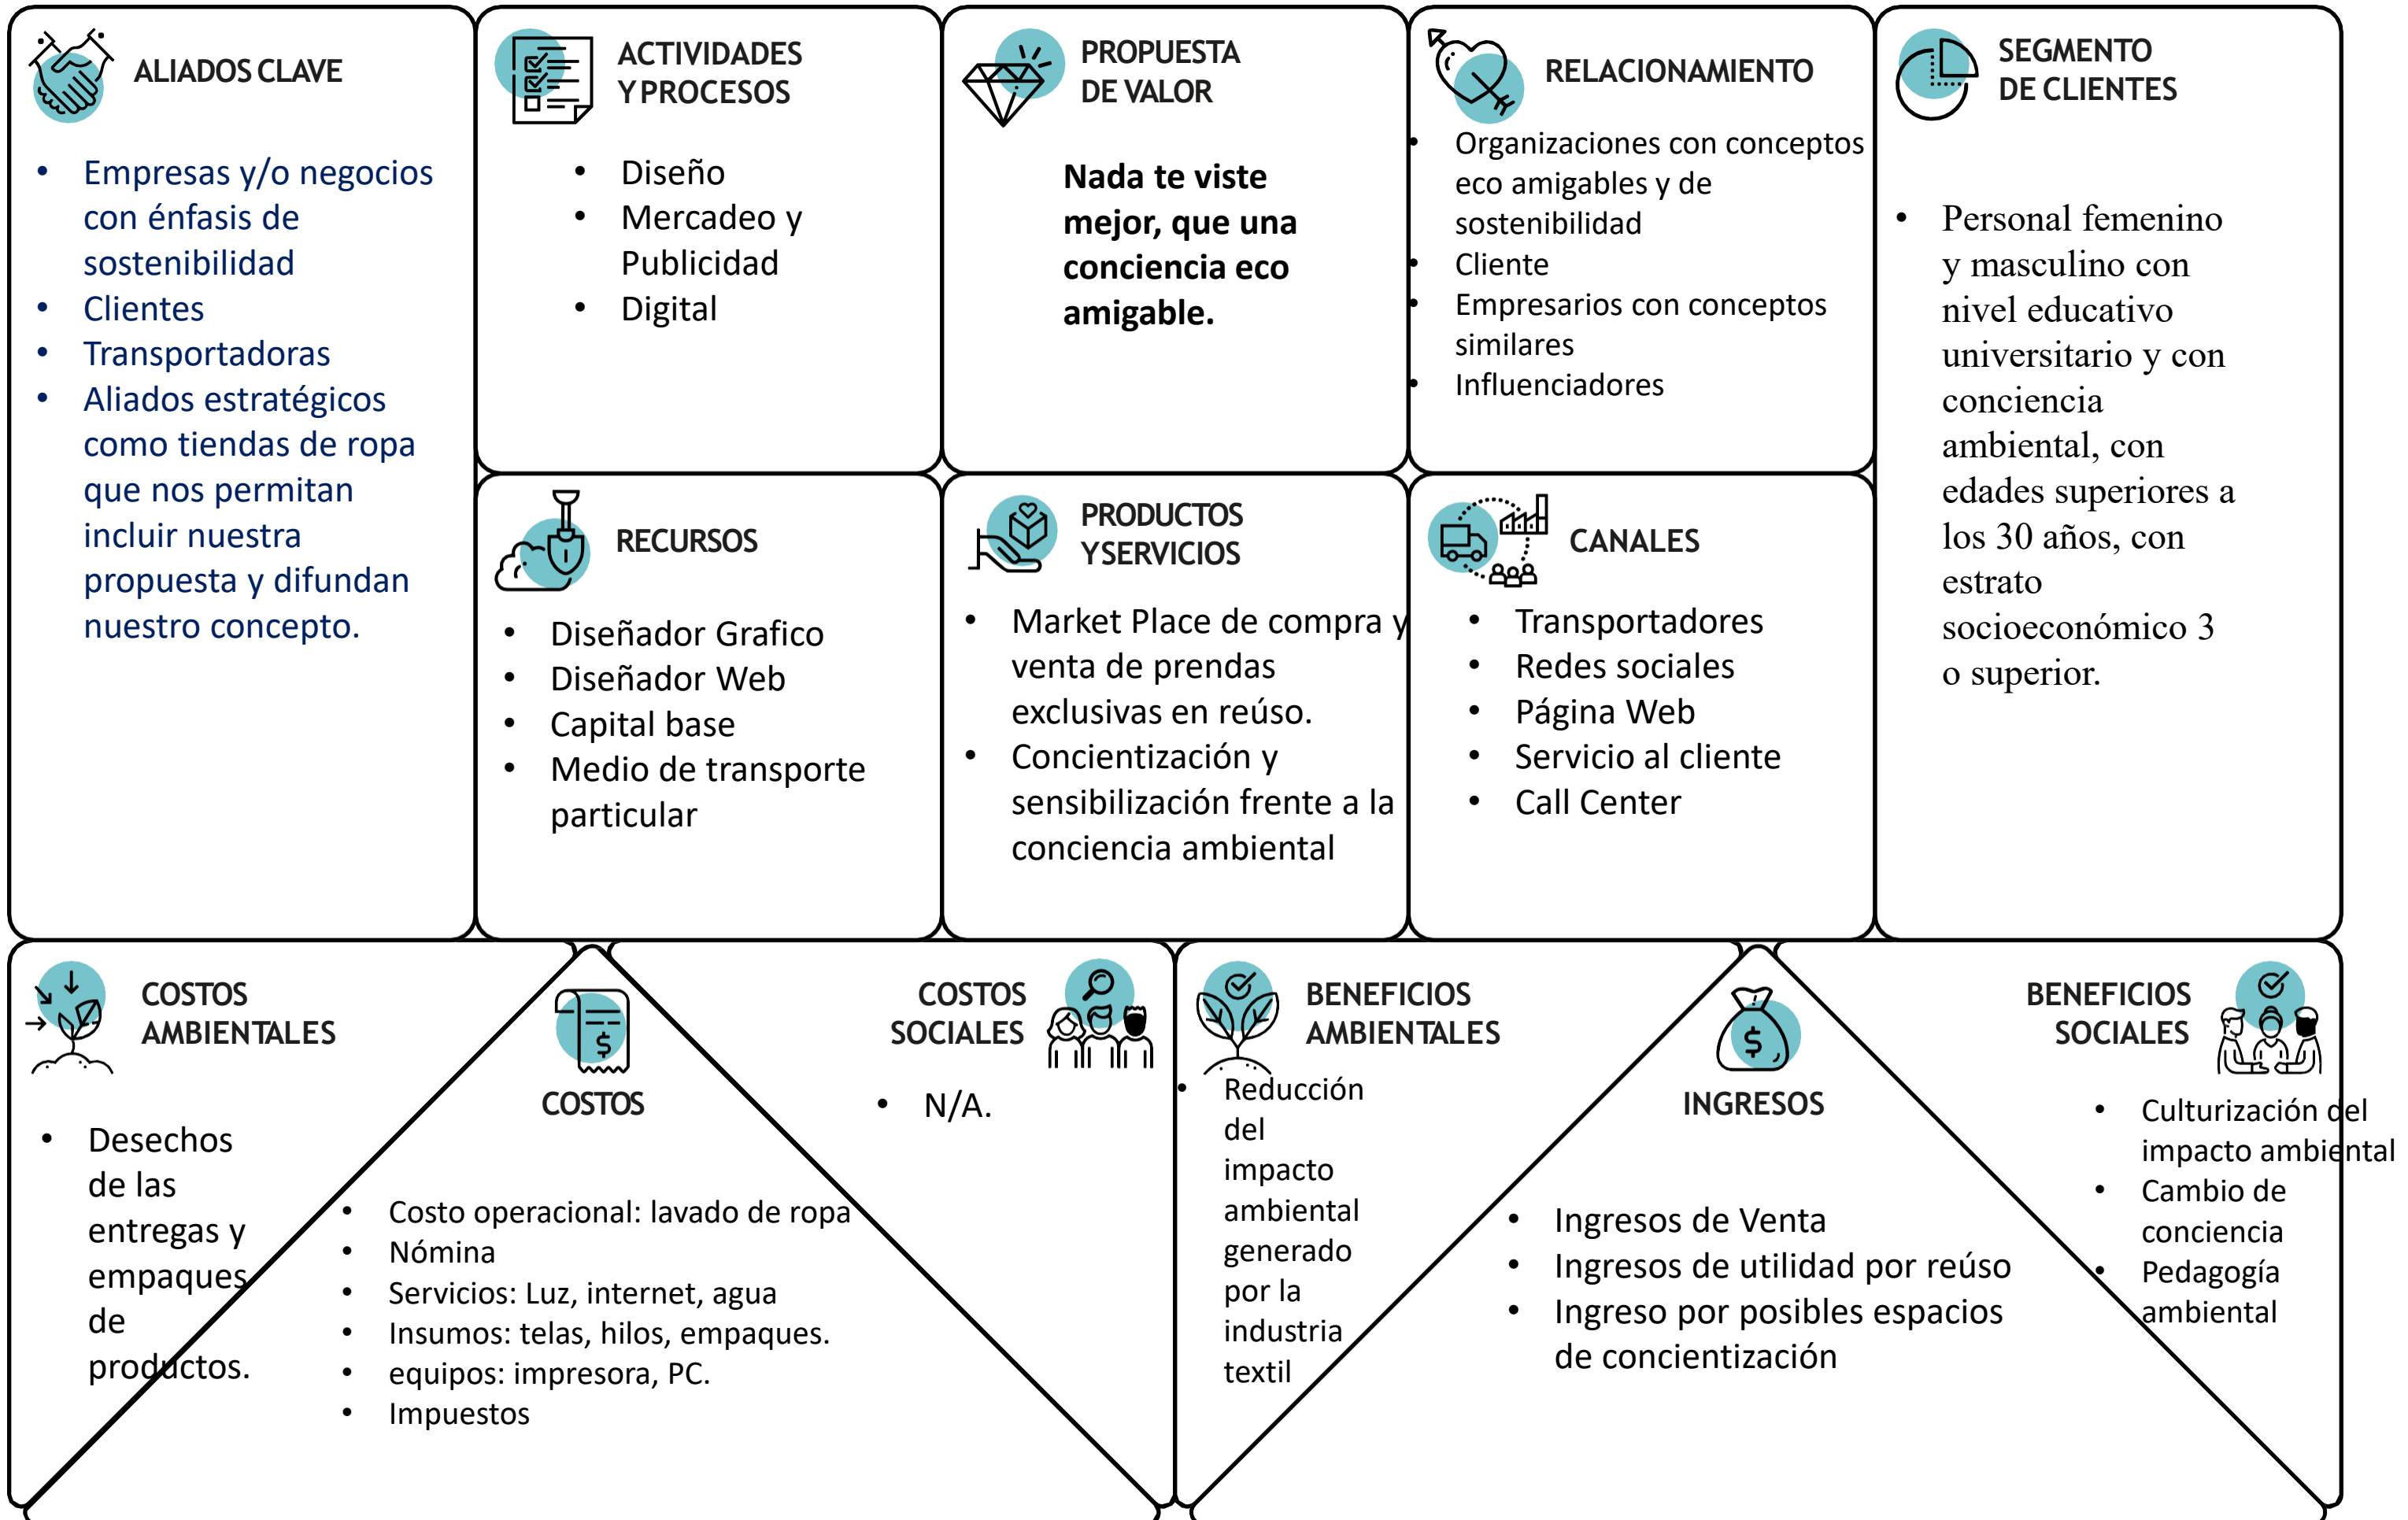 ALIADOS CLAVE
• Empresas y/o negocios
con énfasis de
sostenibilidad
• Clientes
• Transportadoras
• Aliados estratégicos
como tiendas de ropa
que nos permitan
incluir nuestra
propuesta y difundan
nuestro concepto.
ACTIVIDADES
Y PROCESOS
• Diseño
• Mercadeo y
Publicidad
• Digital
RECURSOS
• Diseñador Grafico
• Diseñador Web
• Capital base
• Medio de transporte
particular
PROPUESTA
DE VALOR
Nada te viste
mejor, que una
conciencia eco
amigable.
PRODUCTOS
Y SERVICIOS
• Market Place de compra y
venta de prendas
exclusivas en reúso.
• Concientización y
sensibilización frente a la
conciencia ambiental
RELACIONAMIENTO
• Organizaciones con conceptos
eco amigables y de
sostenibilidad
• Cliente
• Empresarios con conceptos
similares
• Influenciadores
CANALES
• Transportadores
• Redes sociales
• Página Web
• Servicio al cliente
• Call Center
SEGMENTO
DE CLIENTES
• Personal femenino
y masculino con
nivel educativo
universitario y con
conciencia
ambiental, con
edades superiores a
los 30 años, con
estrato
socioeconómico 3
o superior.
COSTOS
AMBIENTALES
• Desechos
de las
entregas y
empaques
de
productos.
$
COSTOS
• Costo operacional: lavado de ropa
• Nómina
• Servicios: Luz, internet, agua
• Insumos: telas, hilos, empaques.
• equipos: impresora, PC.
• Impuestos
COSTOS
SOCIALES
• N/A.
BENEFICIOS
AMBIENTALES
• Reducción
del
impacto
ambiental
generado
por la
industria
textil
$
INGRESOS
• Ingresos de Venta
• Ingresos de utilidad por reúso
• Ingreso por posibles espacios
de concientización
BENEFICIOS
SOCIALES
• Culturización del
impacto ambiental
• Cambio de
conciencia
• Pedagogía
ambiental